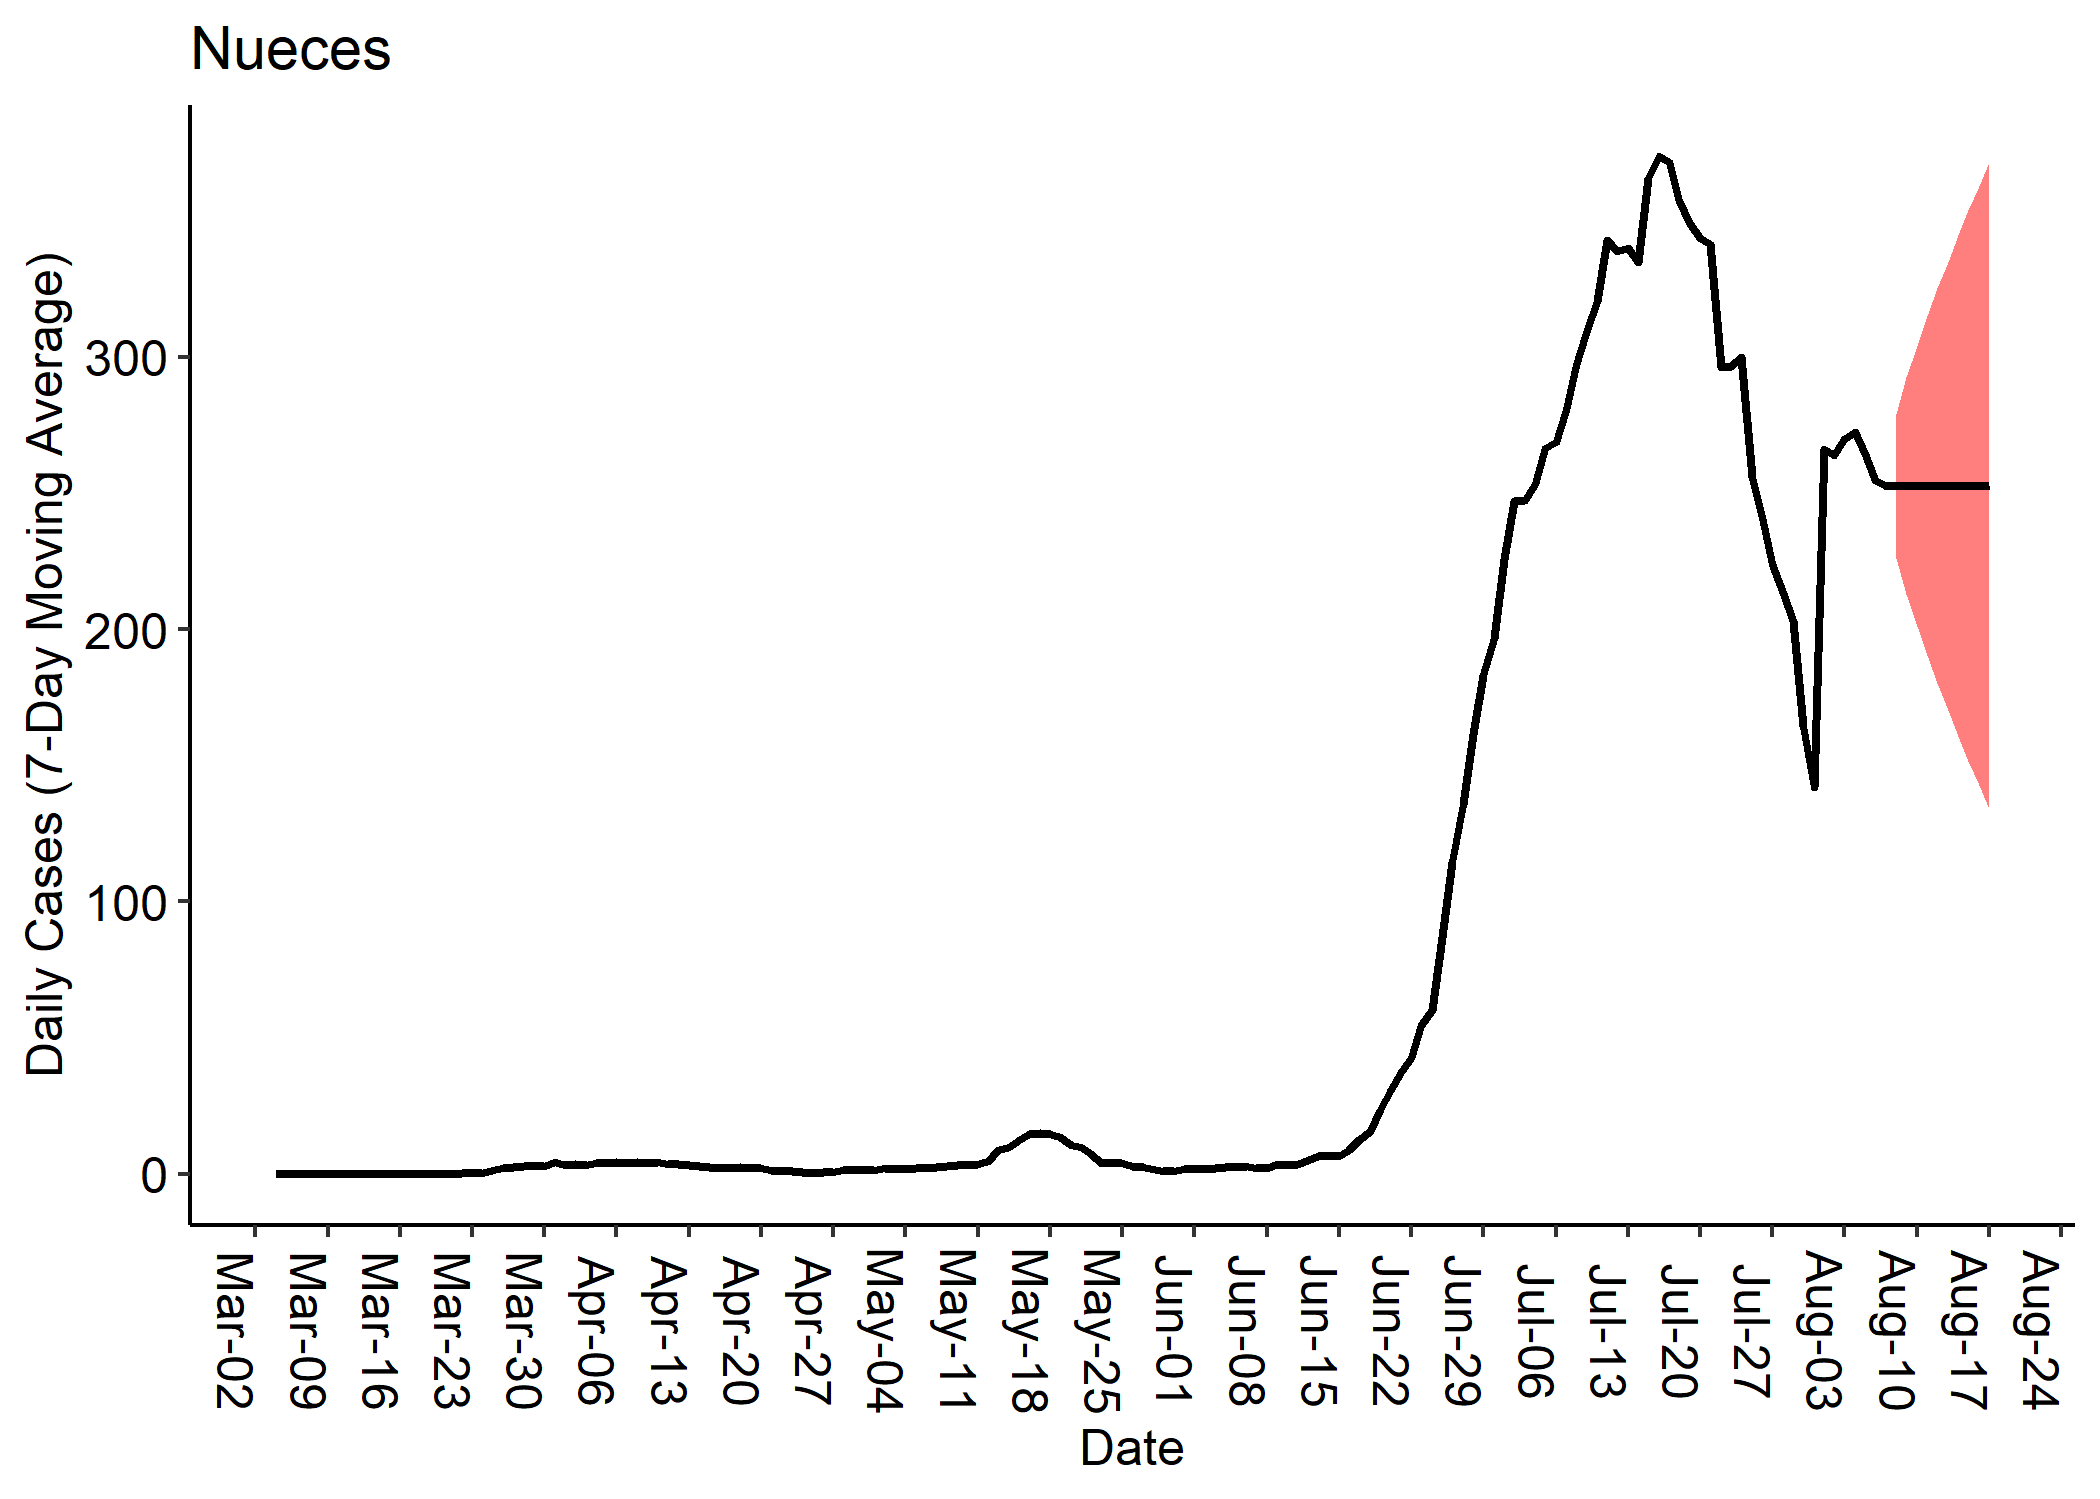 Nueces
Daily Cases (7-Day Moving Average)
300
200
100
0
Mar-02
Mar-09
Mar-16
Mar-23
Mar-30
Apr-06
Apr-13
Apr-20
Apr-27
May-04
May-11
May-18
May-25
Jun-01
Jun-08
Jun-15
Jun-22
Jun-29
Jul-06
Jul-13
Jul-20
Jul-27
Aug-03
Aug-10
Aug-17
Aug-24
Date